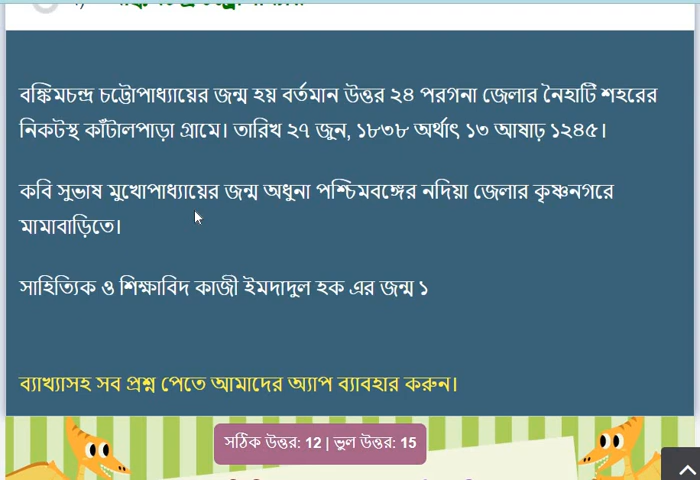 বঙ্কিমচন্দ্র চট্টোপাধ্যায়ের জন্ম হয় বর্তমান উত্তর ২৪ পরগনা জেলার নৈহাটি শহরের
নিকটস্থ কাঁটালপাড়া গ্রামে। তারিখ ২৭ জুন, ১৮৩৮ অর্থাৎ ১৩ আষাঢ় ১২৪৫।
কবি সুভাষ মুখোপাধ্যায়ের জন্ম অধুনা পশ্চিমবঙ্গের নদিয়া জেলার কৃষ্ণনগরে
মামাবাড়িতে।
সাহিত্যিক ও শিক্ষাবিদ কাজী ইমদাদুল হক এর জন্ম ১
ব্যাখ্যাসহ সব প্রশ্ন পেতে আমাদের অ্যাপ ব্যাবহার করুন।
সঠিক উত্তর: 12 | ভুল উত্তর: 15